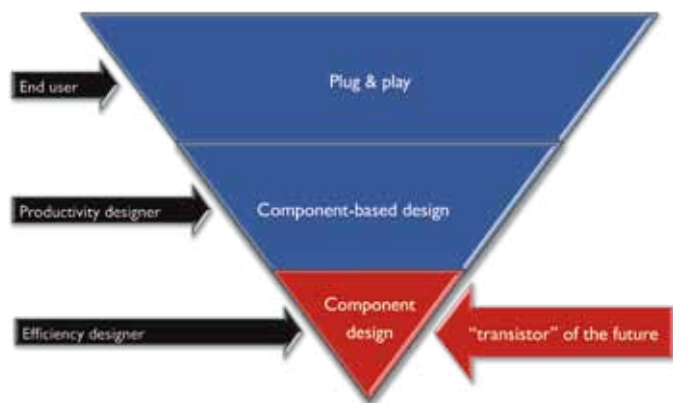 Plug & play
End user
Component-based design
Productivity designer
Component
design
Efficiency designer
"transistor" of the future